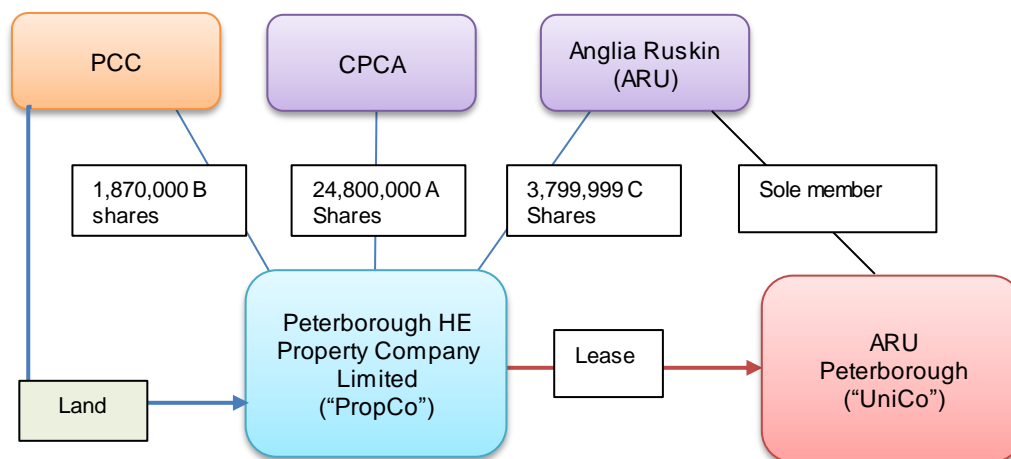 PCC
CPCA
Anglia Ruskin
(ARU)
1,870,000 B
shares
24,800,000 A
Shares
3,799,999 C
Shares
Sole member
Peterborough HE
Property Company
Limited
(“PropCo”)
Lease
ARU
Peterborough
(“UniCo”)
Land